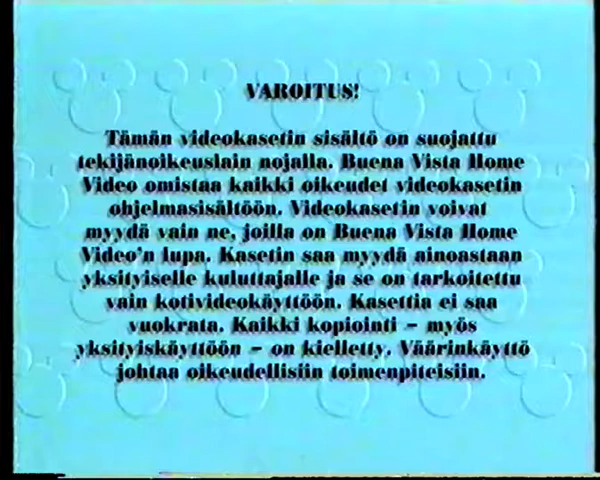 VAROITUS!
Tämän videokasetin sisältö on suojattu
tekijänoikeuslain nojalla. Buena Vista Home
Video omistaa kaikki oikeudet videokasetin
ohjelmasisältöön. Videokasetin voivat
myydä vain ne, joilla on Buena Vista Home
Video'n lupa. Kasetin saa myydä ainoastaan
yksityiselle kuluttajalle ja se on tarkoitettu
vain kotivideokäyttöön. Kasettia ei saa
vuokrata. Kaikki kopiointi – myös
yksityiskäyttöön – on kielletty. Väärinkäyttö
johtaa oikeudellisiin toimenpiteisiin.